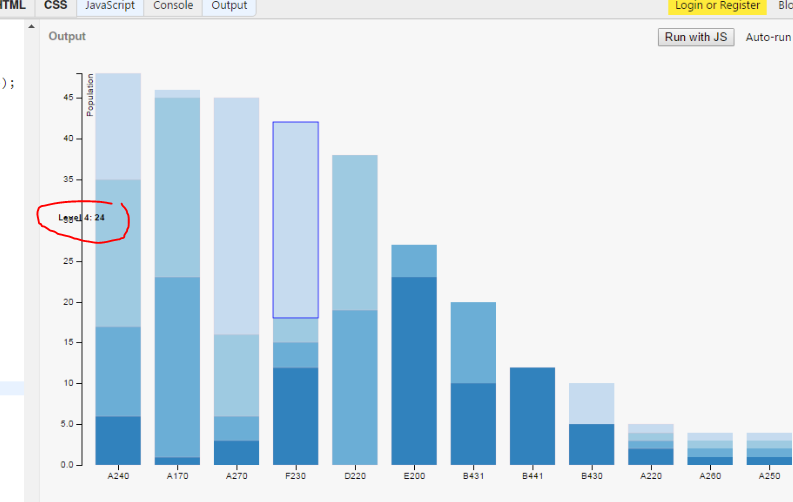 HTML CSS JavaScript Console Output Login or Register Blo
Output Run with JS Auto-run
);
Population
45
40
35
30
Level 4: 24
25
20
15
10
5.0
0.0
A240 A170 A270 F230 D220 E200 B431 B441 B430 A220 A260 A250